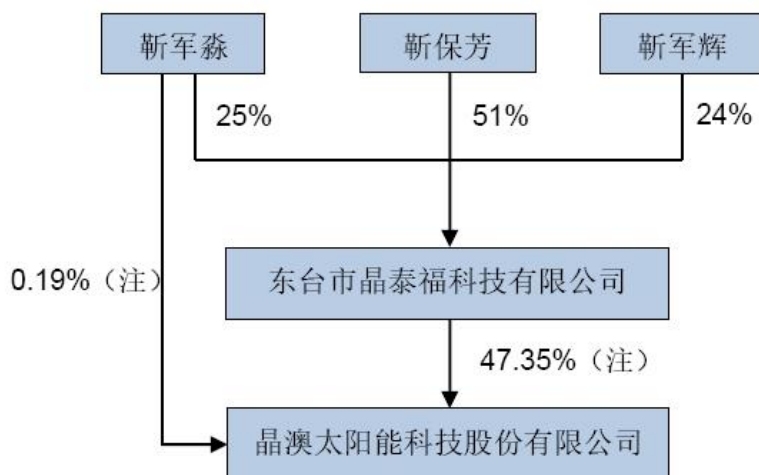 靳军淼
靳保芳
靳军辉
25%
51%
24%
0.19%（注）
东台市晶泰福科技有限公司
47.35%（注）
晶澳太阳能科技股份有限公司